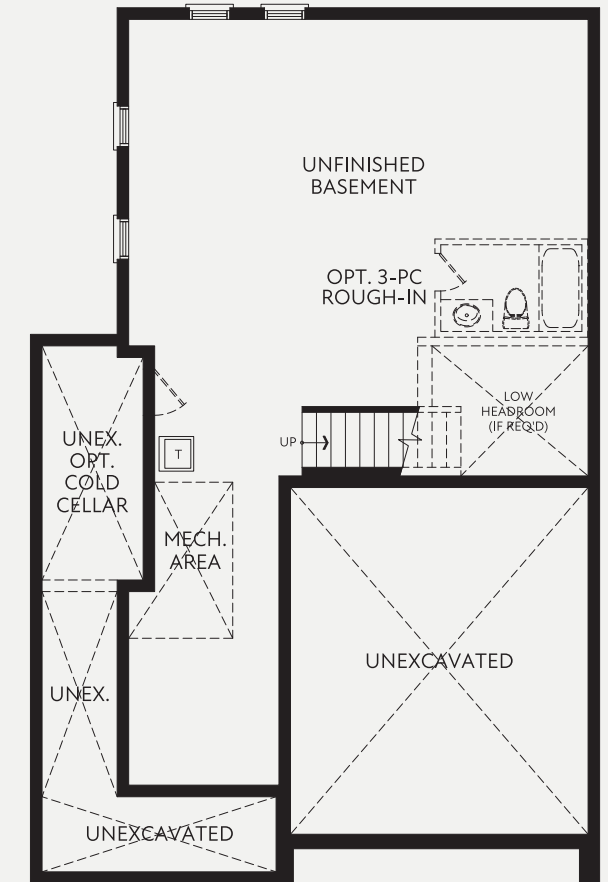 UNFINISHED
BASEMENT
OPT. 3-PC
ROUGH-IN
LOW
HEADROOM
(IF REQ'D)
UP
UNEX.
OPT.
COLD
CELLAR
T
MECH.
AREA
UNEXCAVATED
UNEX.
UNEXCAVATED